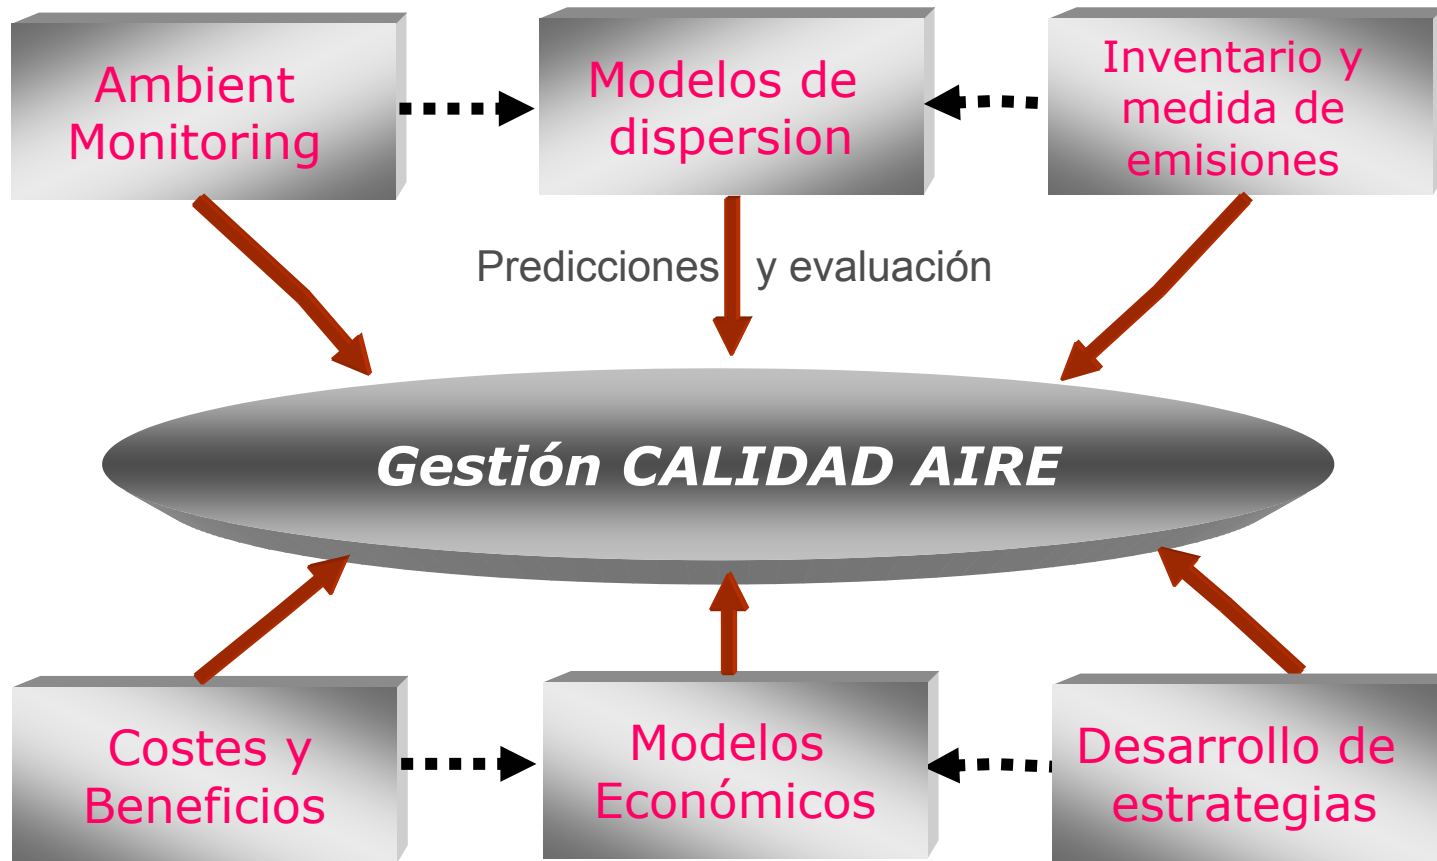 Ambient
Monitoring
Modelos de
dispersion
Inventario y
medida de
emisiones
Predicciones y evaluación
Gestión CALIDAD AIRE
Costes y
Beneficios
Modelos
Económicos
Desarrollo de
estrategias